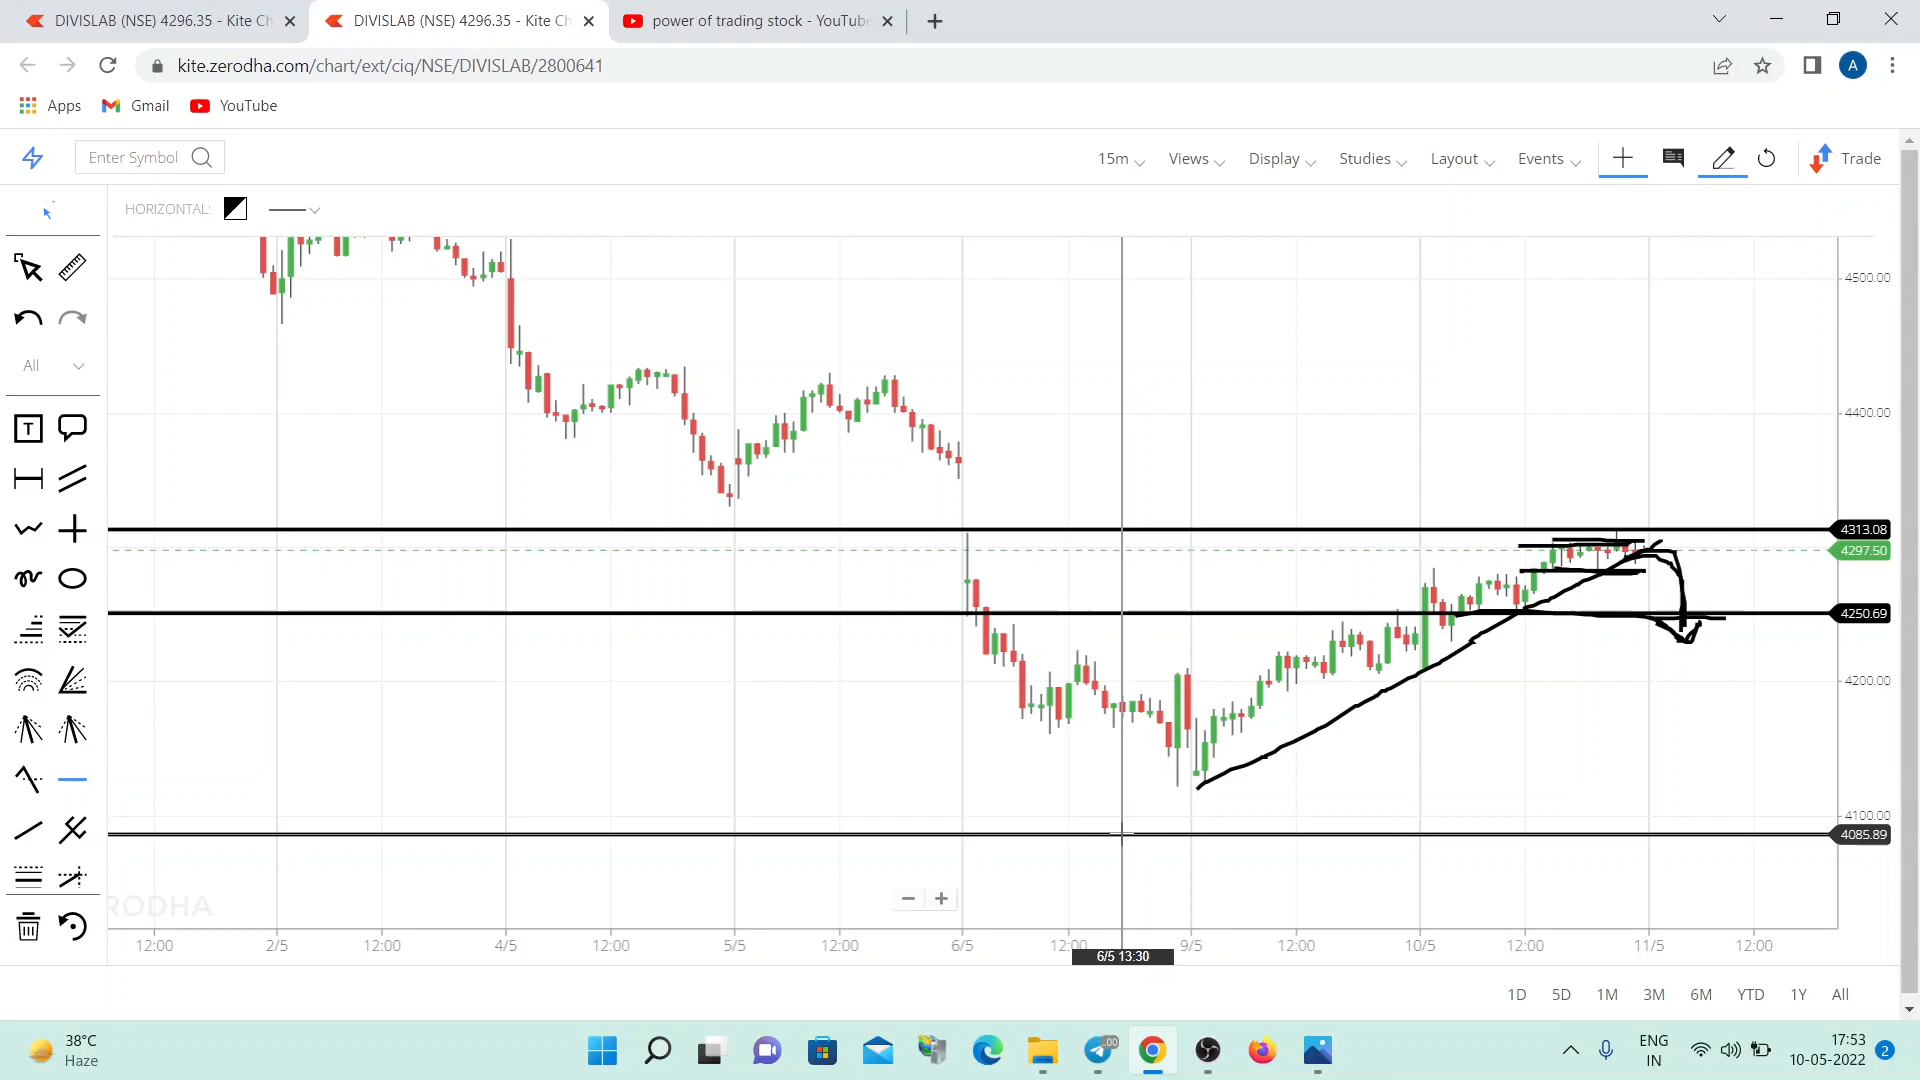 DIVISLAB (NSE) 4296.35 - Kite Ch
DIVISLAB (NSE) 4296.35 - Kite Ch
power of trading stock - YouTube
kite.zerodha.com/chart/ext/ciq/NSE/DIVISLAB/2800641
A
Apps
Gmail
YouTube
Enter Symbol
15m
Views
Display
Studies
Layout
Events
Trade
HORIZONTAL:
All
T
4500.00
4400.00
4313.08
4297.50
4250.69
4200.00
4100.00
4085.89
RODHA
12:00
2/5
12:00
4/5
12:00
5/5
12:00
6/5
12:00
9/5
12:00
10/5
12:00
11/5
12:00
6/5 13:30
1D
5D
1M
3M
6M
YTD
1Y
All
38°C
Haze
.00
ENG
IN
17:53
10-05-2022
2